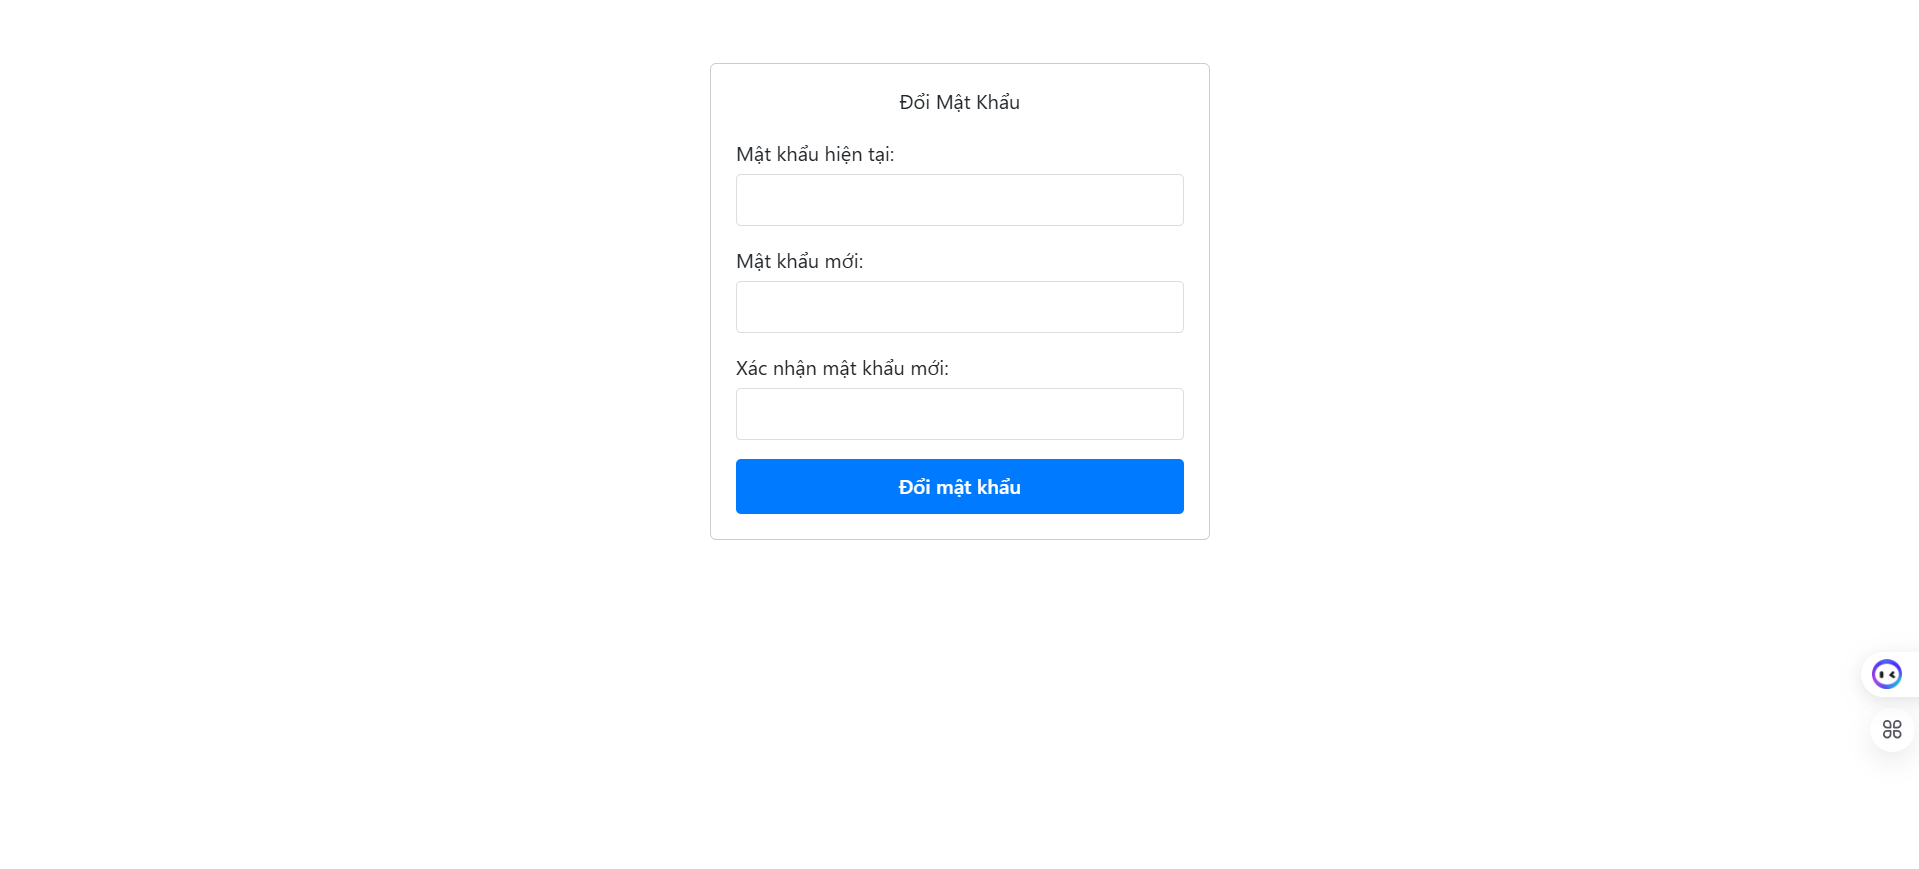 Đổi Mật Khẩu
Mật khẩu hiện tại:
Mật khẩu mới:
Xác nhận mật khẩu mới:
Đổi mật khẩu